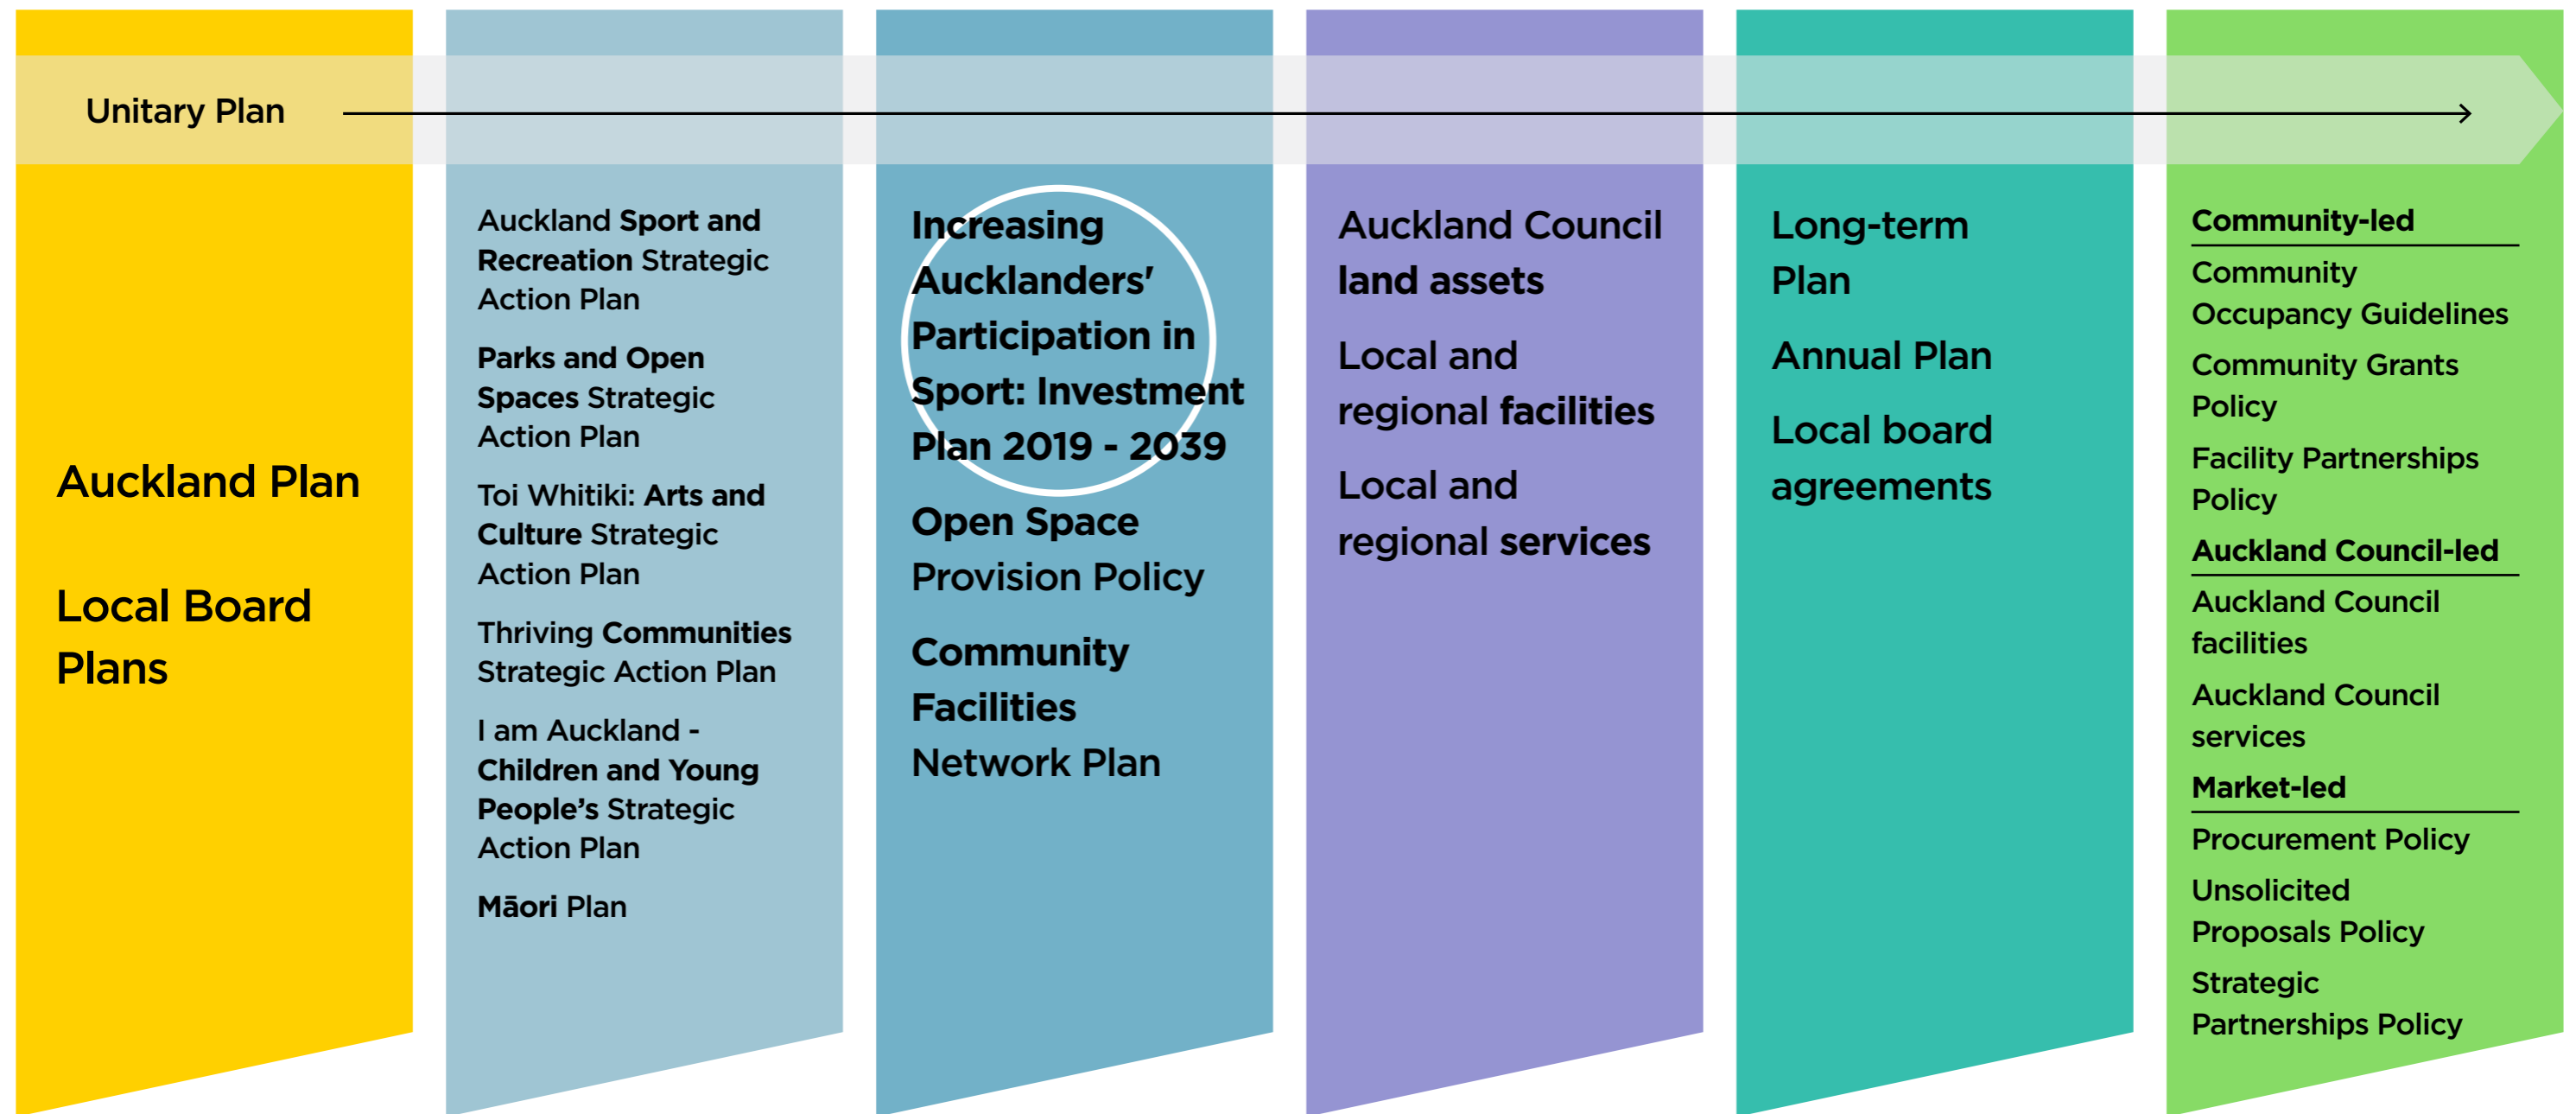 Unitary Plan
Auckland Plan
Local Board
Plans
Auckland Sport and
Recreation Strategic
Action Plan
Parks and Open
Spaces Strategic
Action Plan
Toi Whitiki: Arts and
Culture Strategic
Action Plan
Thriving Communities
Strategic Action Plan
I am Auckland -
Children and Young
People’s Strategic
Action Plan
Māori Plan
Increasing
Aucklanders'
Participation in
Sport: Investment
Plan 2019 - 2039
Open Space
Provision Policy
Community
Facilities
Network Plan
Auckland Council
land assets
Local and
regional facilities
Local and
regional services
Long-term
Plan
Annual Plan
Local board
agreements
Community-led
Community
Occupancy Guidelines
Community Grants
Policy
Facility Partnerships
Policy
Auckland Council-led
Auckland Council
facilities
Auckland Council
services
Market-led
Procurement Policy
Unsolicited
Proposals Policy
Strategic
Partnerships Policy